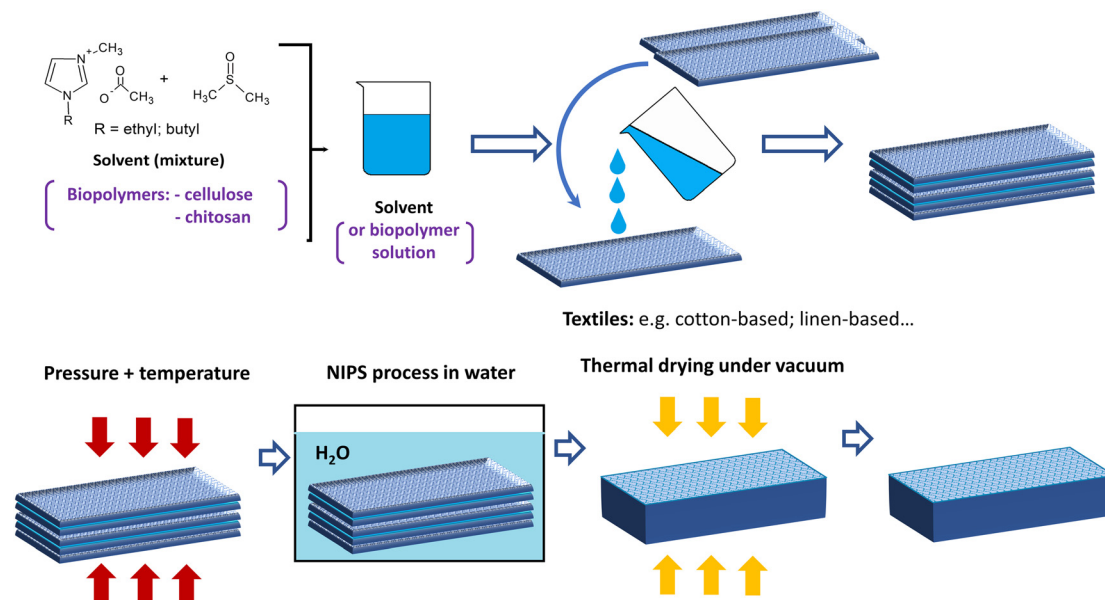 CH₃
N
+
N
R
O
O
-
CH₃
+
O
S
H₃C
CH₃
R = ethyl; butyl
Solvent (mixture)
Biopolymers: - cellulose
- chitosan
Solvent
or biopolymer
solution
Textiles: e.g. cotton-based; linen-based...
Pressure + temperature
NIPS process in water
Thermal drying under vacuum
H₂O